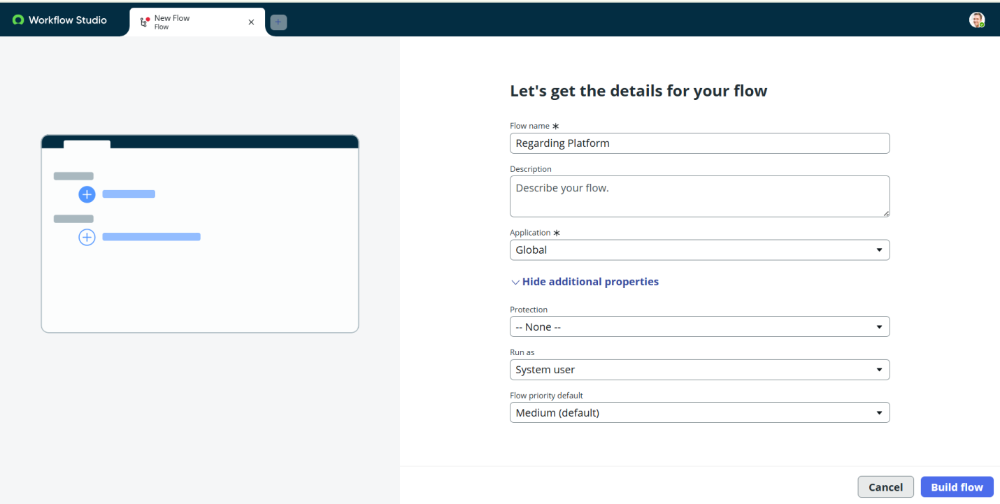 Workflow Studio
New Flow
Flow
Let's get the details for your flow
Flow name *
Regarding Platform
Description
Describe your flow.
Application *
Global
Hide additional properties
Protection
-- None --
Run as
System user
Flow priority default
Medium (default)
Cancel
Build flow